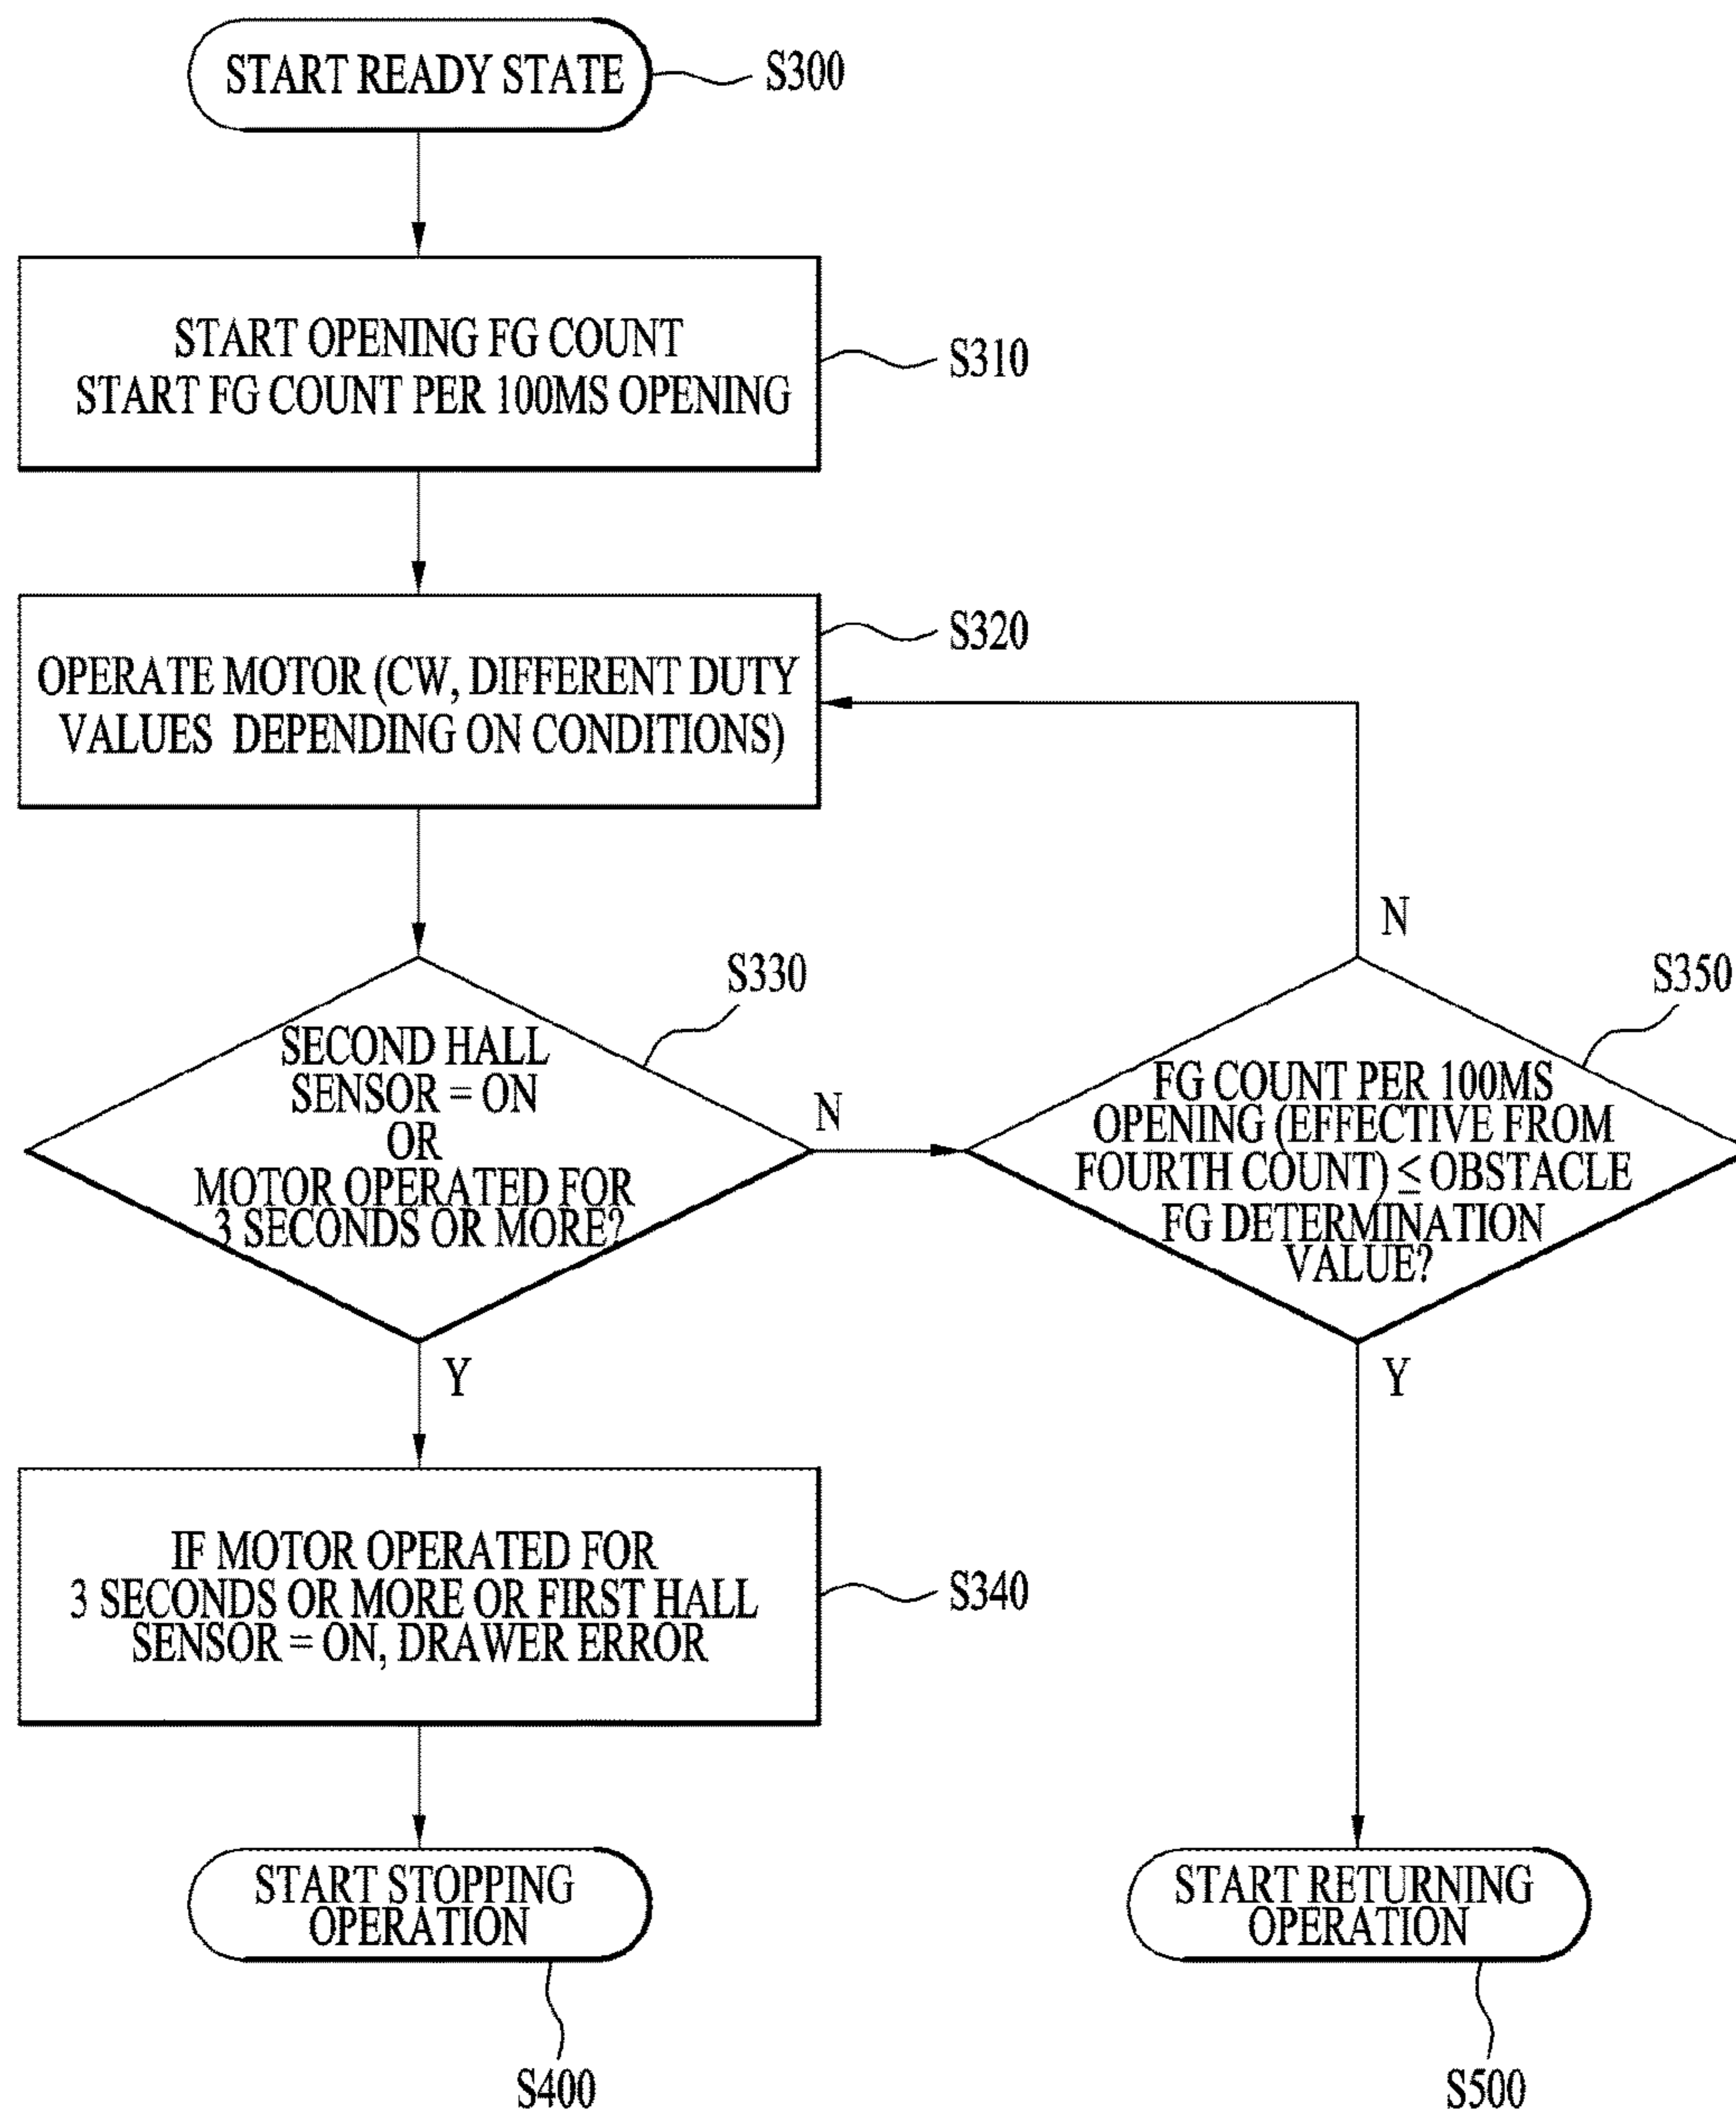 START READY STATE
S300
START OPENING FG COUNT
START FG COUNT PER 100MS OPENING
S310
OPERATE MOTOR (CW, DIFFERENT DUTY
VALUES DEPENDING ON CONDITIONS)
S320
SECOND HALL
SENSOR = ON
OR
MOTOR OPERATED FOR
3 SECONDS OR MORE?
S330
N
Y
FG COUNT PER 100MS
OPENING (EFFECTIVE FROM
FOURTH COUNT) ≤ OBSTACLE
FG DETERMINATION
VALUE?
S350
N
Y
IF MOTOR OPERATED FOR
3 SECONDS OR MORE OR FIRST HALL
SENSOR = ON, DRAWER ERROR
S340
START STOPPING
OPERATION
S400
START RETURNING
OPERATION
S500